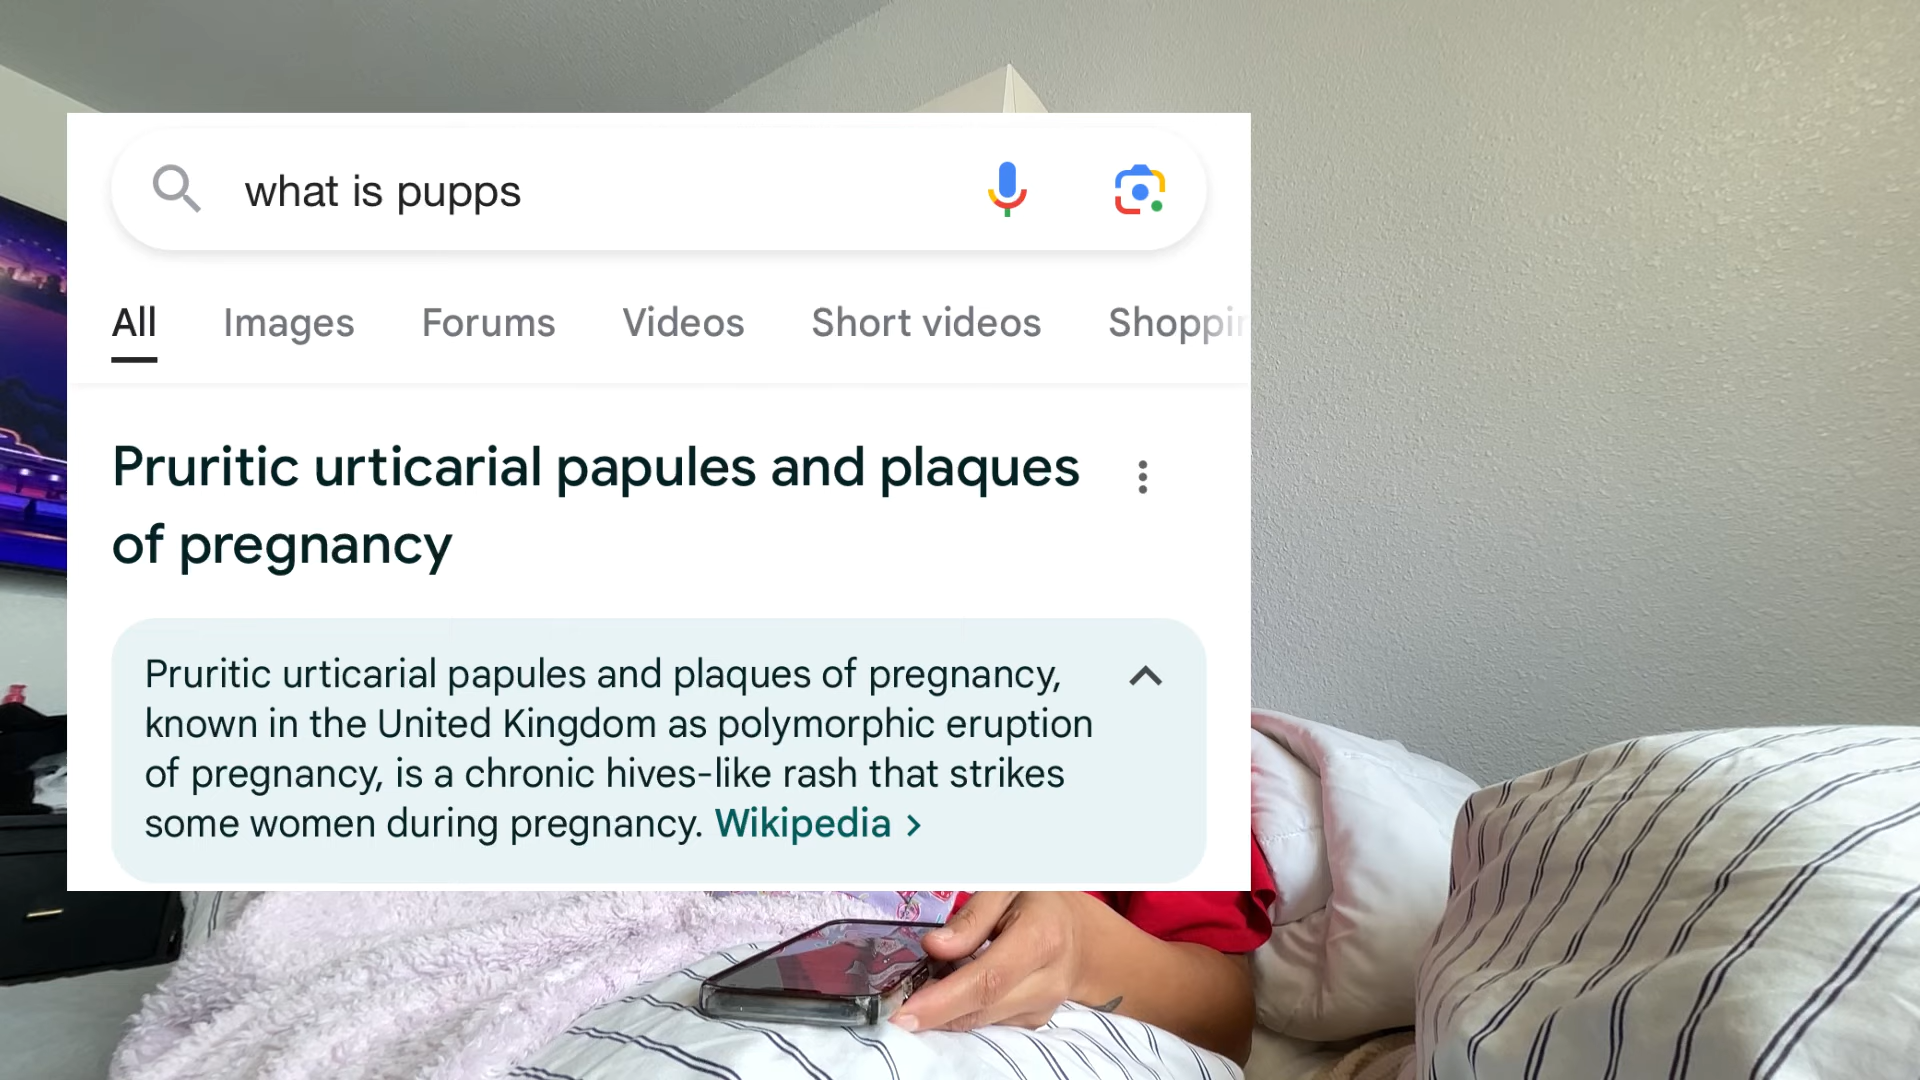 what is pupps
All Images Forums Videos Short videos Shoppin
Pruritic urticarial papules and plaques
of pregnancy
Pruritic urticarial papules and plaques of pregnancy,
known in the United Kingdom as polymorphic eruption
of pregnancy, is a chronic hives-like rash that strikes
some women during pregnancy. Wikipedia >